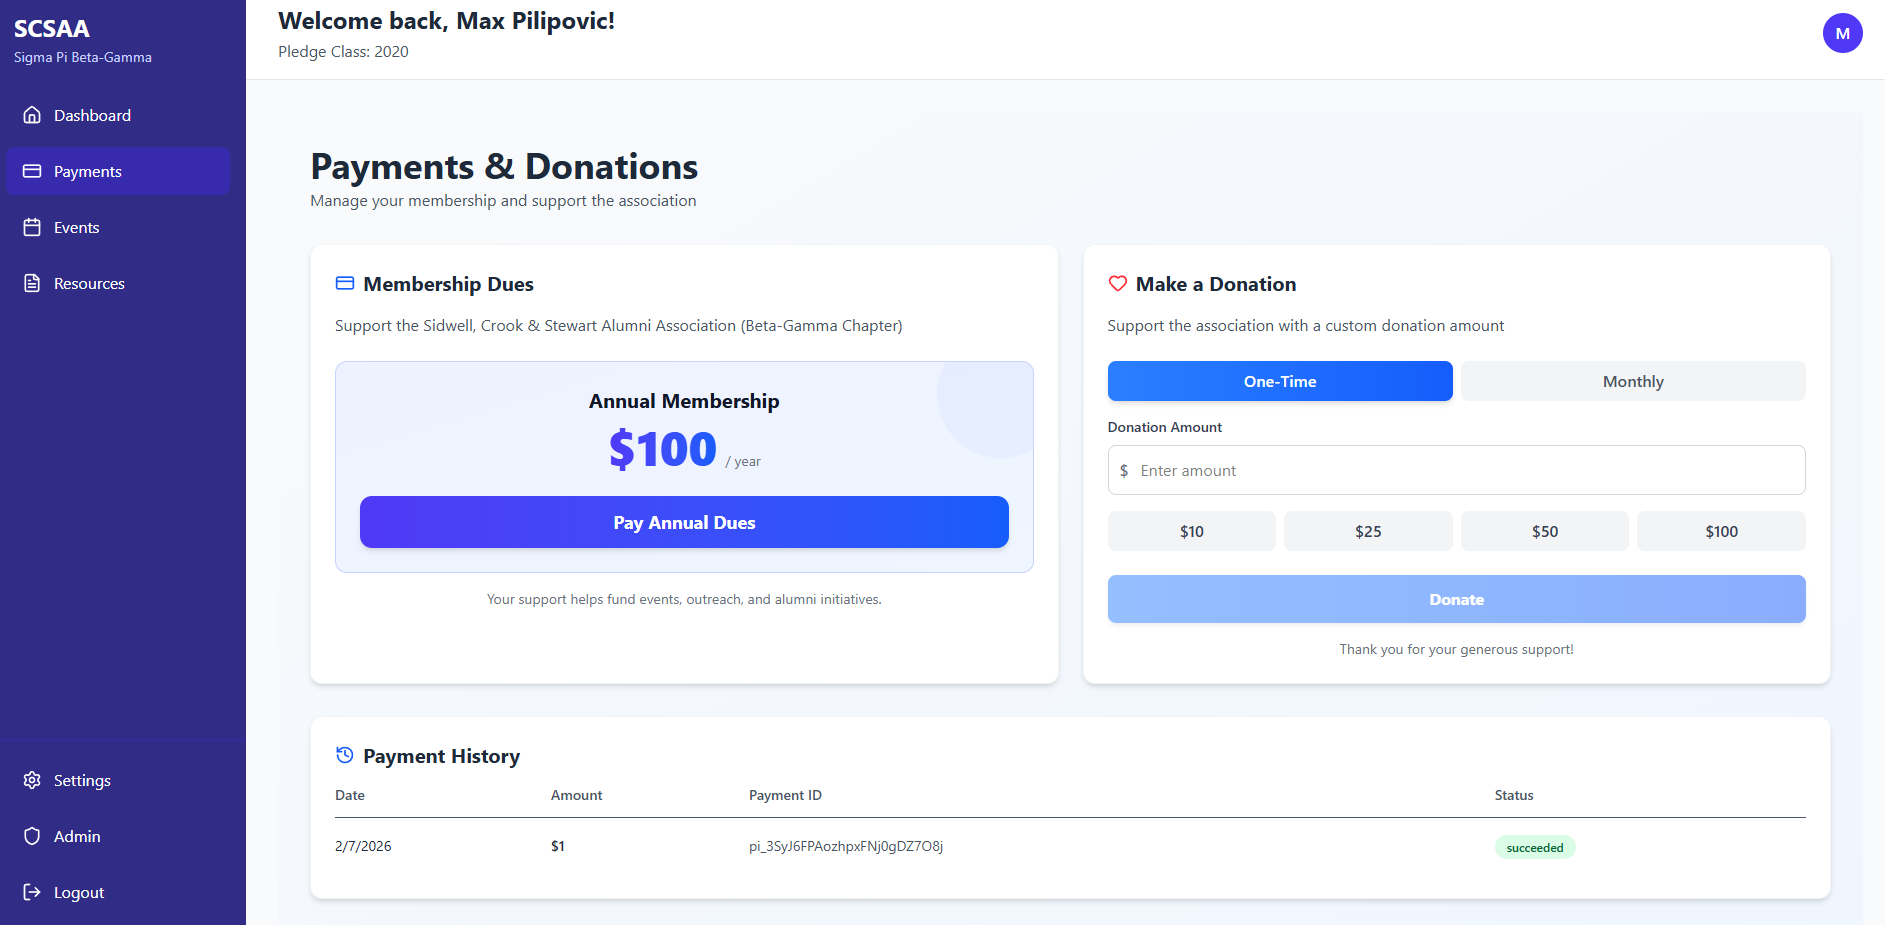 SCSAA
Sigma Pi Beta-Gamma
Dashboard
Payments
Events
Resources
Settings
Admin
Logout
Welcome back, Max Pilipovic!
Pledge Class: 2020
M
Payments & Donations
Manage your membership and support the association
Membership Dues
Support the Sidwell, Crook & Stewart Alumni Association (Beta-Gamma Chapter)
Annual Membership
$100 / year
Pay Annual Dues
Your support helps fund events, outreach, and alumni initiatives.
Make a Donation
Support the association with a custom donation amount
One-Time Monthly
Donation Amount
$ Enter amount
$10 $25 $50 $100
Donate
Thank you for your generous support!
Payment History
Date Amount Payment ID Status
2/7/2026 $1 pi_3SyJ6FPAozhpxFNj0gDZ7O8j succeeded